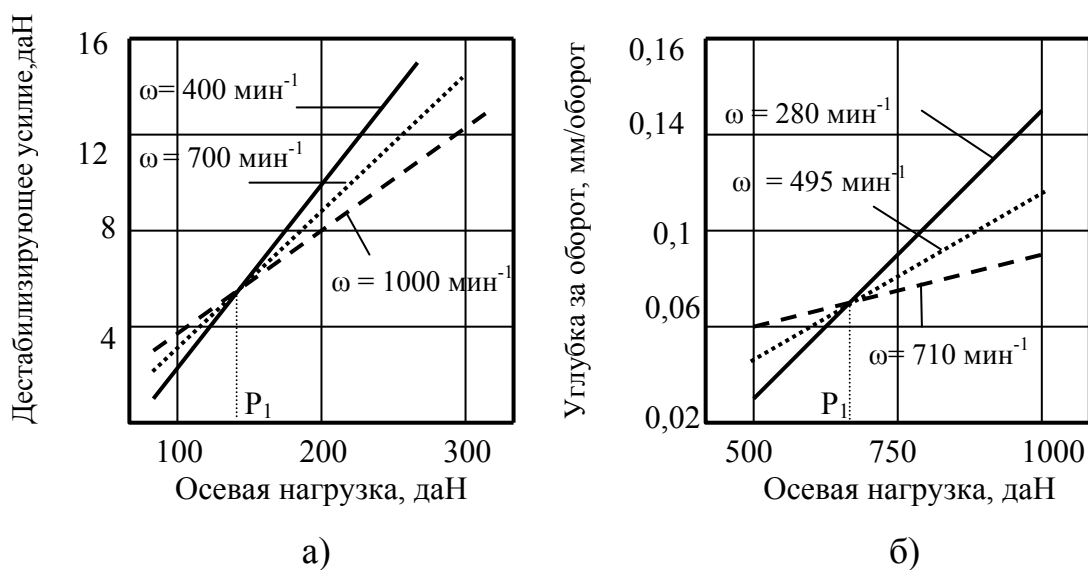 Дестабилизирующее усилие,даН
16
12
8
4
ω= 400 мин-1
ω= 700 мин-1
ω = 1000 мин-1
P1
100 200 300
Осевая нагрузка, даН
а)
Углубка за оборот, мм/оборот
0,16
0,14
0,1
0,06
0,02
ω = 280 мин-1
ω = 495 мин-1
ω= 710 мин-1
P1
500 750 1000
Осевая нагрузка, даН
б)